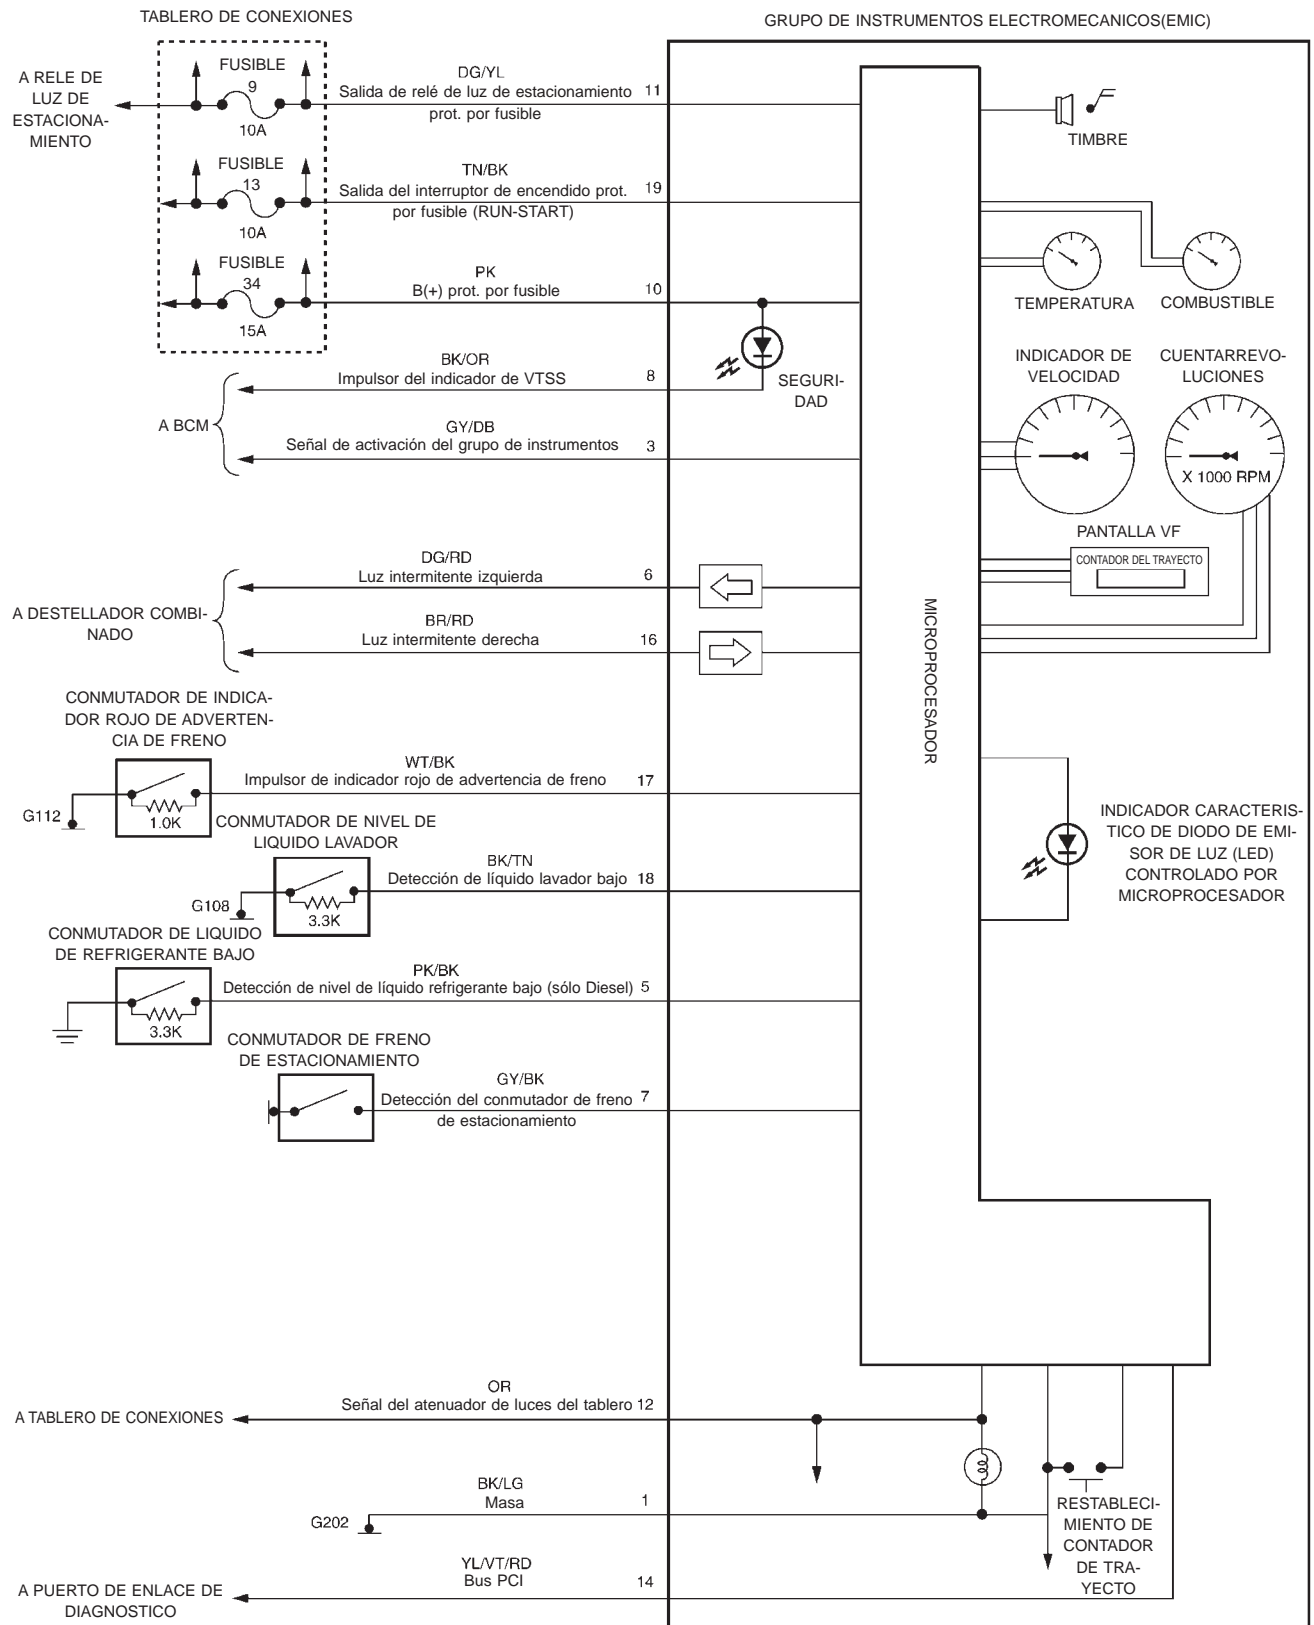 TABLERO DE CONEXIONES
GRUPO DE INSTRUMENTOS ELECTROMECANICOS(EMIC)
A RELE DE
LUZ DE
ESTACIONA-
MIENTO
FUSIBLE
9
10A
DG/YL
Salida de relé de luz de estacionamiento 11
prot. por fusible
TIMBRE
FUSIBLE
13
10A
TN/BK
Salida del interruptor de encendido prot. 19
por fusible (RUN-START)
FUSIBLE
34
15A
PK
B(+) prot. por fusible 10
TEMPERATURA
COMBUSTIBLE
A BCM
BK/OR
Impulsor del indicador de VTSS 8
SEGURI-
DAD
GY/DB
Señal de activación del grupo de instrumentos 3
INDICADOR DE
VELOCIDAD
CUENTARREVO-
LUCIONES
X 1000 RPM
PANTALLA VF
CONTADOR DEL TRAYECTO
A DESTELLADOR COMBI-
NADO
DG/RD
Luz intermitente izquierda 6
BR/RD
Luz intermitente derecha 16
MICROPROCESADOR
CONMUTADOR DE INDICA-
DOR ROJO DE ADVERTEN-
CIA DE FRENO
G112
1.0K
WT/BK
Impulsor de indicador rojo de advertencia de freno 17
CONMUTADOR DE NIVEL DE
LIQUIDO LAVADOR
G108
3.3K
BK/TN
Detección de líquido lavador bajo 18
INDICADOR CARACTERIS-
TICO DE DIODO DE EMI-
SOR DE LUZ (LED)
CONTROLADO POR
MICROPROCESADOR
CONMUTADOR DE LIQUIDO
DE REFRIGERANTE BAJO
3.3K
PK/BK
Detección de nivel de líquido refrigerante bajo (sólo Diesel) 5
CONMUTADOR DE FRENO
DE ESTACIONAMIENTO
GY/BK
Detección del conmutador de freno 7
de estacionamiento
A TABLERO DE CONEXIONES
OR
Señal del atenuador de luces del tablero 12
G202
BK/LG
Masa 1
RESTABLECI-
MIENTO DE
CONTADOR
DE TRA-
YECTO
A PUERTO DE ENLACE DE
DIAGNOSTICO
YL/VT/RD
Bus PCI 14